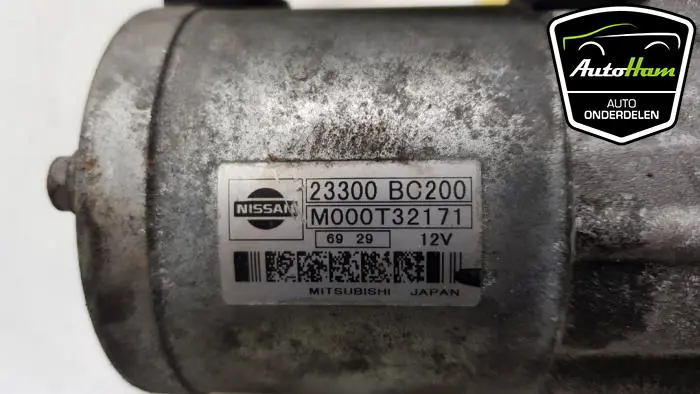 AutoHam
AUTO
ONDERDELEN
NISSAN
23300 BC200
M000T32171
69 29
12V
MITSUBISHI JAPAN